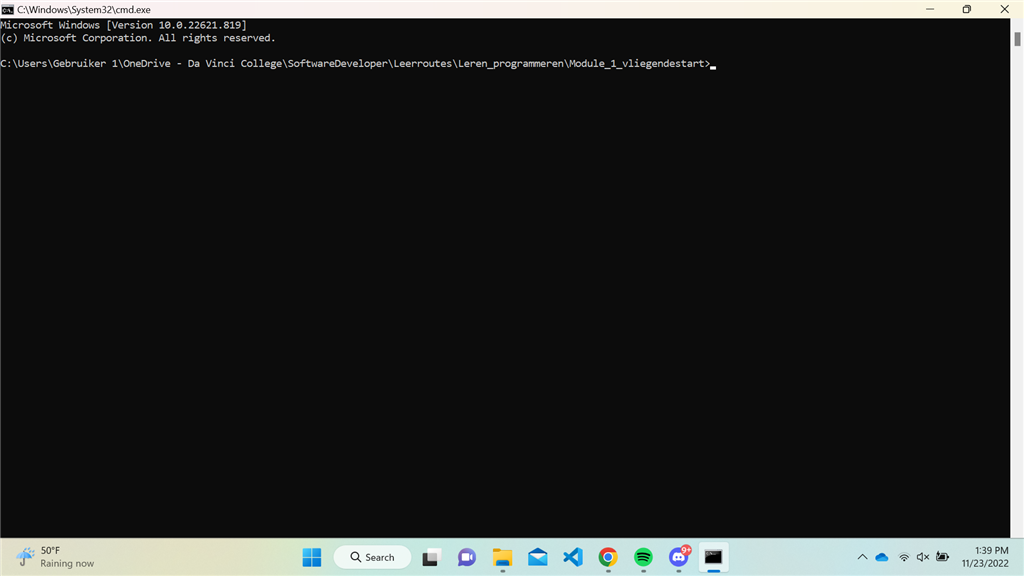 C:\Windows\System32\cmd.exe
Microsoft Windows [Version 10.0.22621.819]
(c) Microsoft Corporation. All rights reserved.
C:\Users\Gebruiker 1\OneDrive - Da Vinci College\SoftwareDeveloper\Leerroutes\Leren_programmeren\Module_1_vliegendestart>
50°F
Raining now
Search
9+
1:39 PM
11/23/2022